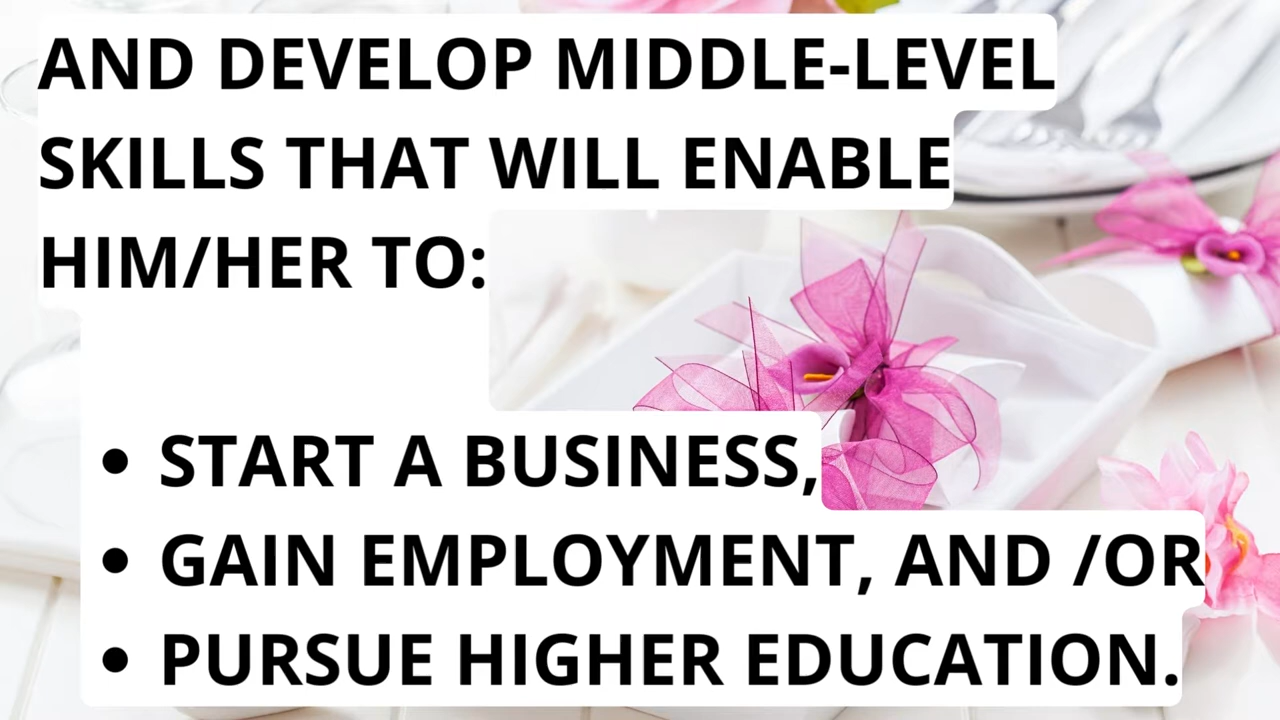 AND DEVELOP MIDDLE-LEVEL
SKILLS THAT WILL ENABLE
HIM/HER TO:
• START A BUSINESS,
• GAIN EMPLOYMENT, AND /OR
• PURSUE HIGHER EDUCATION.